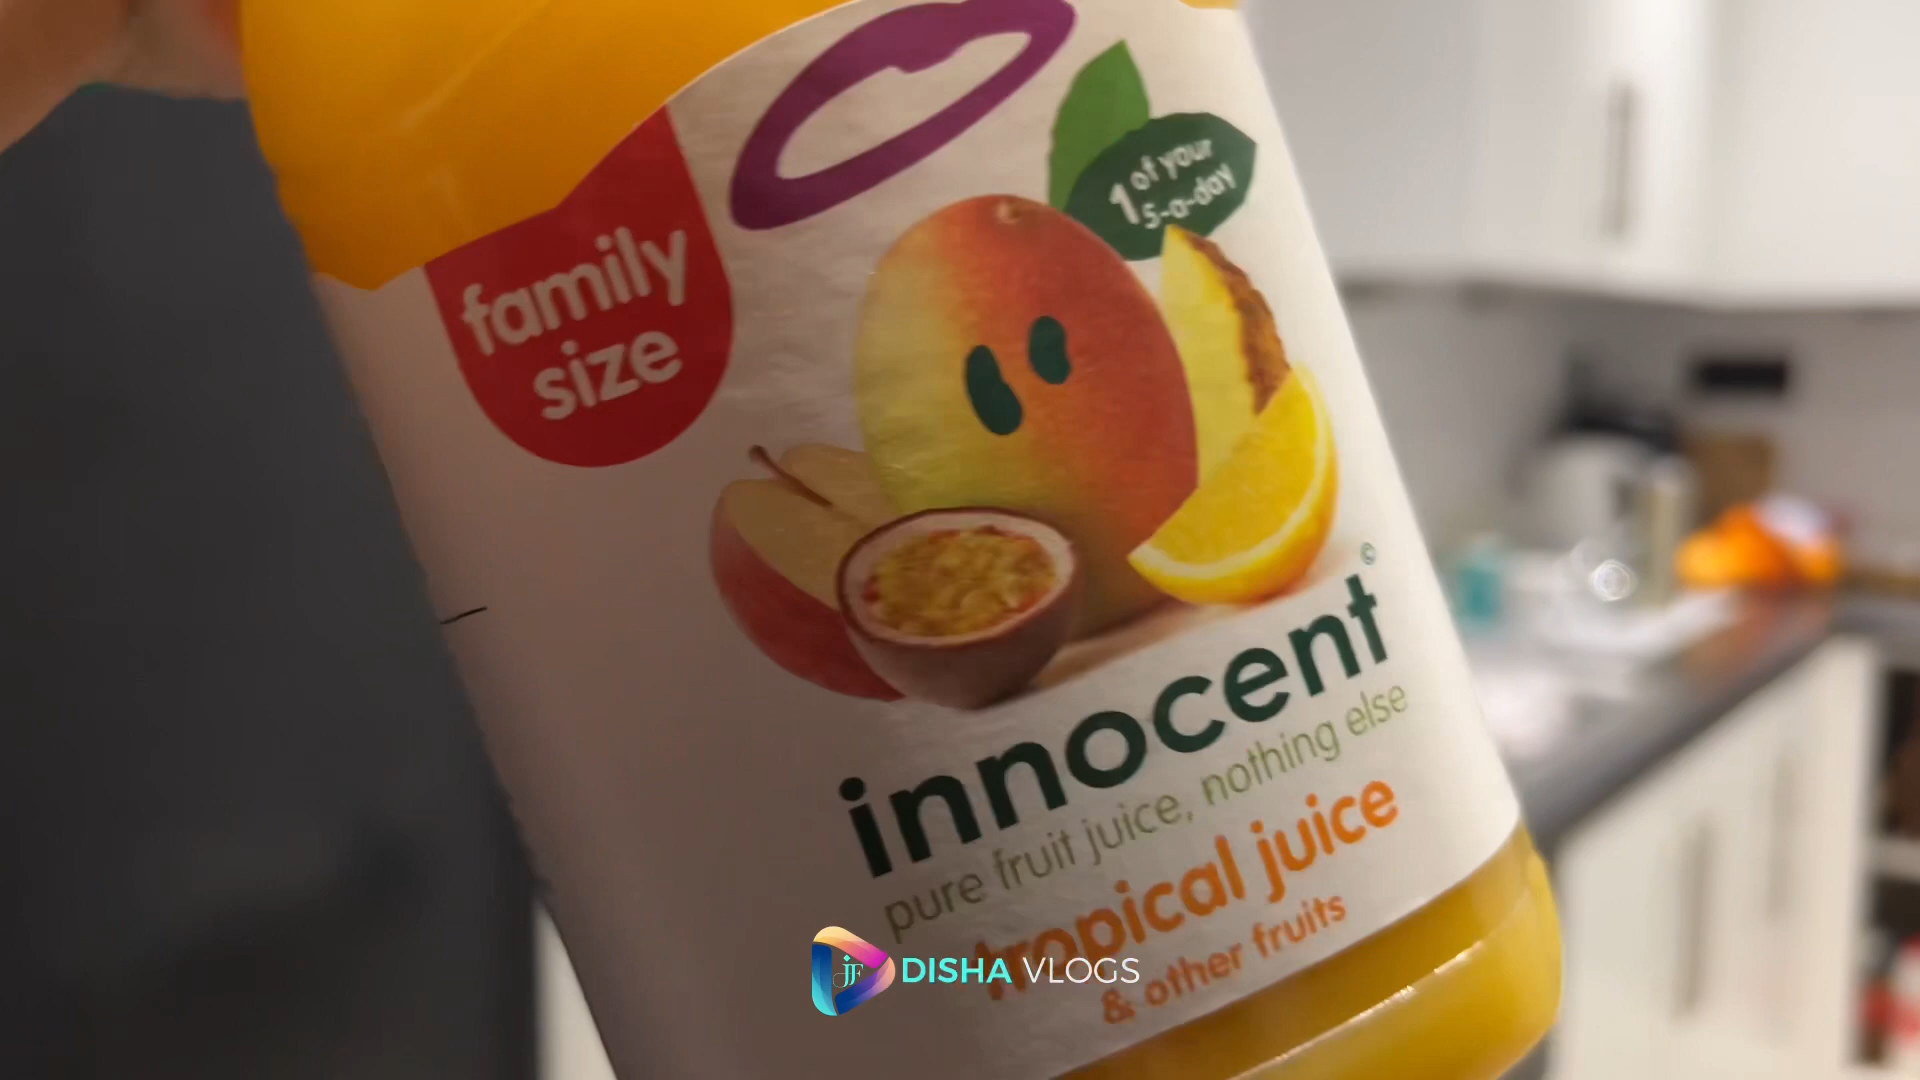 1 of your
5-a-day
family
size
innocent©
pure fruit juice, nothing else
tropical juice
& other fruits
DISHA VLOGS